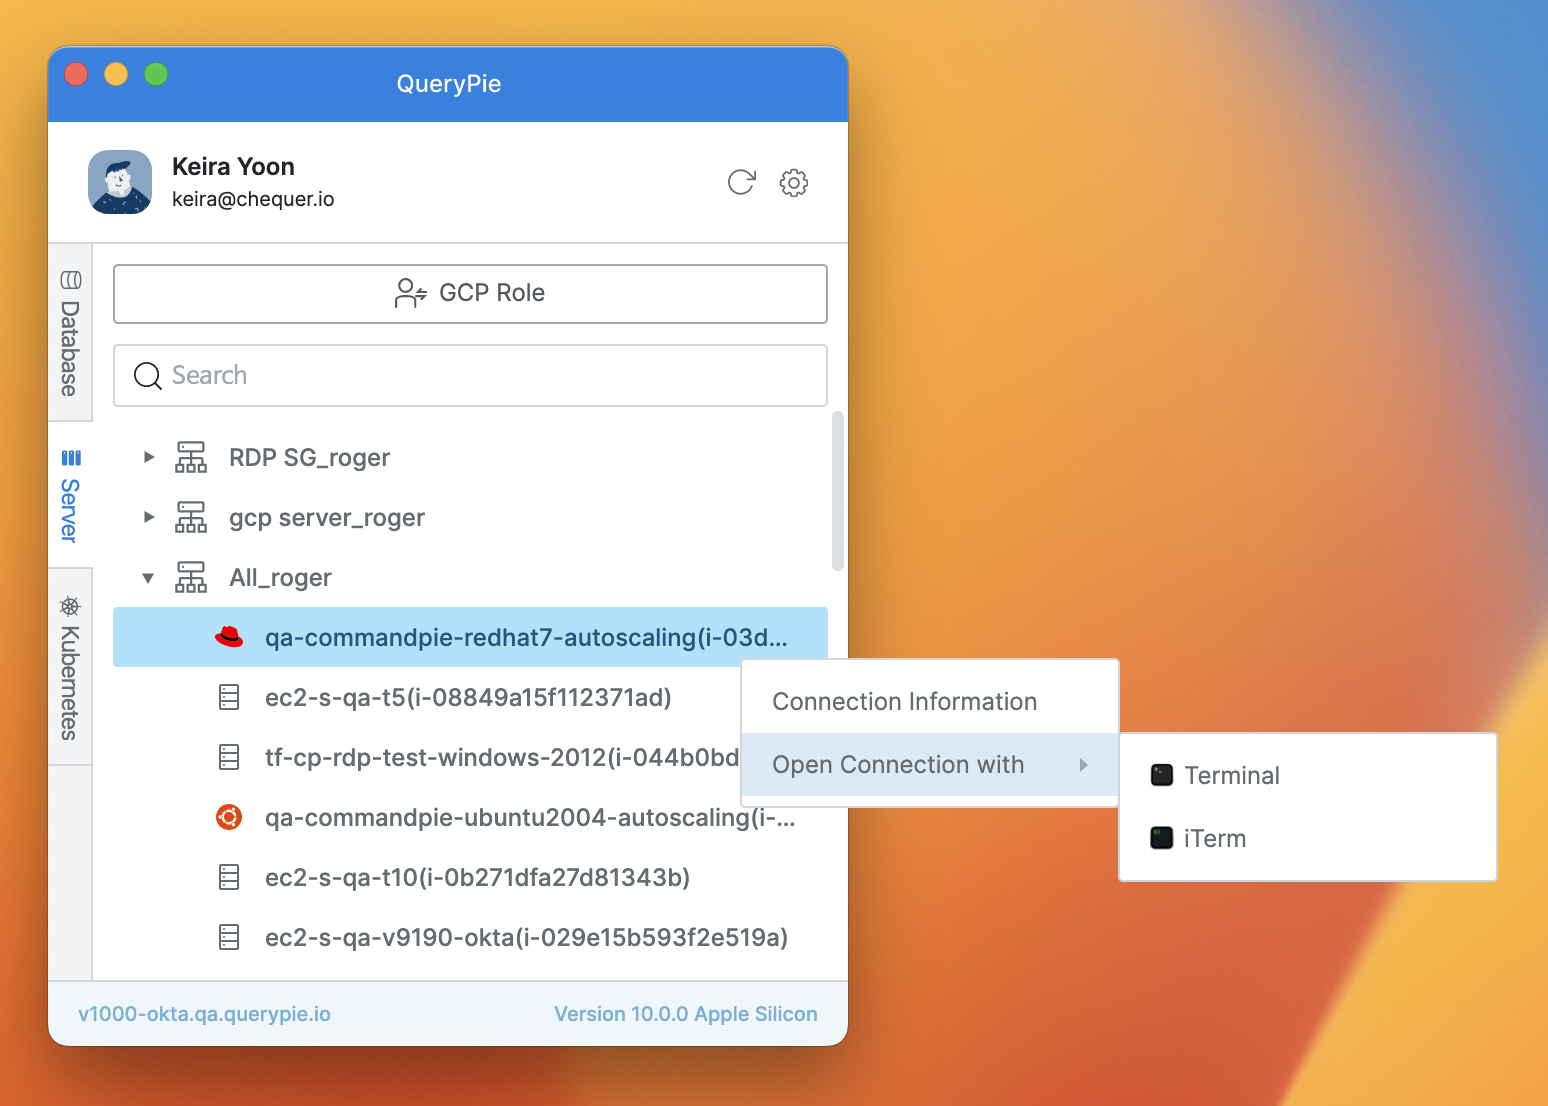 QueryPie
Keira Yoon
keira@chequer.io
Database
Server
Kubernetes
GCP Role
Search
RDP SG_roger
gcp server_roger
All_roger
qa-commandpie-redhat7-autoscaling(i-03d...
ec2-s-qa-t5(i-08849a15f112371ad)
tf-cp-rdp-test-windows-2012(i-044b0bd
qa-commandpie-ubuntu2004-autoscaling(i-...
ec2-s-qa-t10(i-0b271dfa27d81343b)
ec2-s-qa-v9190-okta(i-029e15b593f2e519a)
Connection Information
Open Connection with
Terminal
iTerm
v1000-okta.qa.querypie.io
Version 10.0.0 Apple Silicon